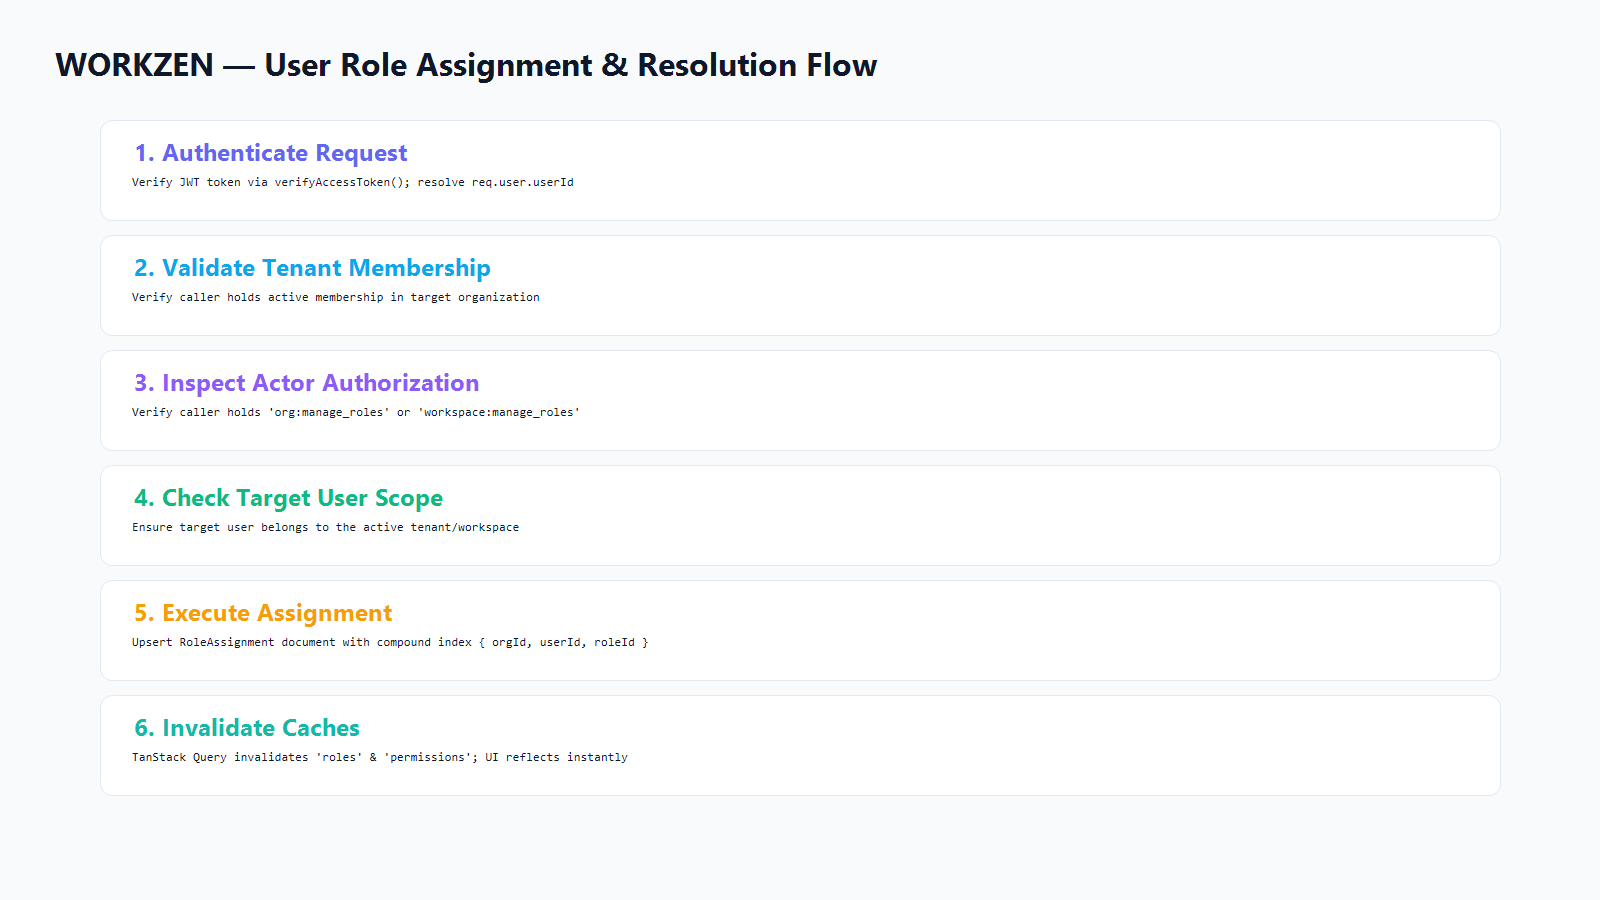 WORKZEN — User Role Assignment & Resolution Flow
1. Authenticate Request
Verify JWT token via verifyAccessToken(); resolve req.user.userId
2. Validate Tenant Membership
Verify caller holds active membership in target organization
3. Inspect Actor Authorization
Verify caller holds 'org:manage_roles' or 'workspace:manage_roles'
4. Check Target User Scope
Ensure target user belongs to the active tenant/workspace
5. Execute Assignment
Upsert RoleAssignment document with compound index { orgId, userId, roleId }
6. Invalidate Caches
TanStack Query invalidates 'roles' & 'permissions'; UI reflects instantly